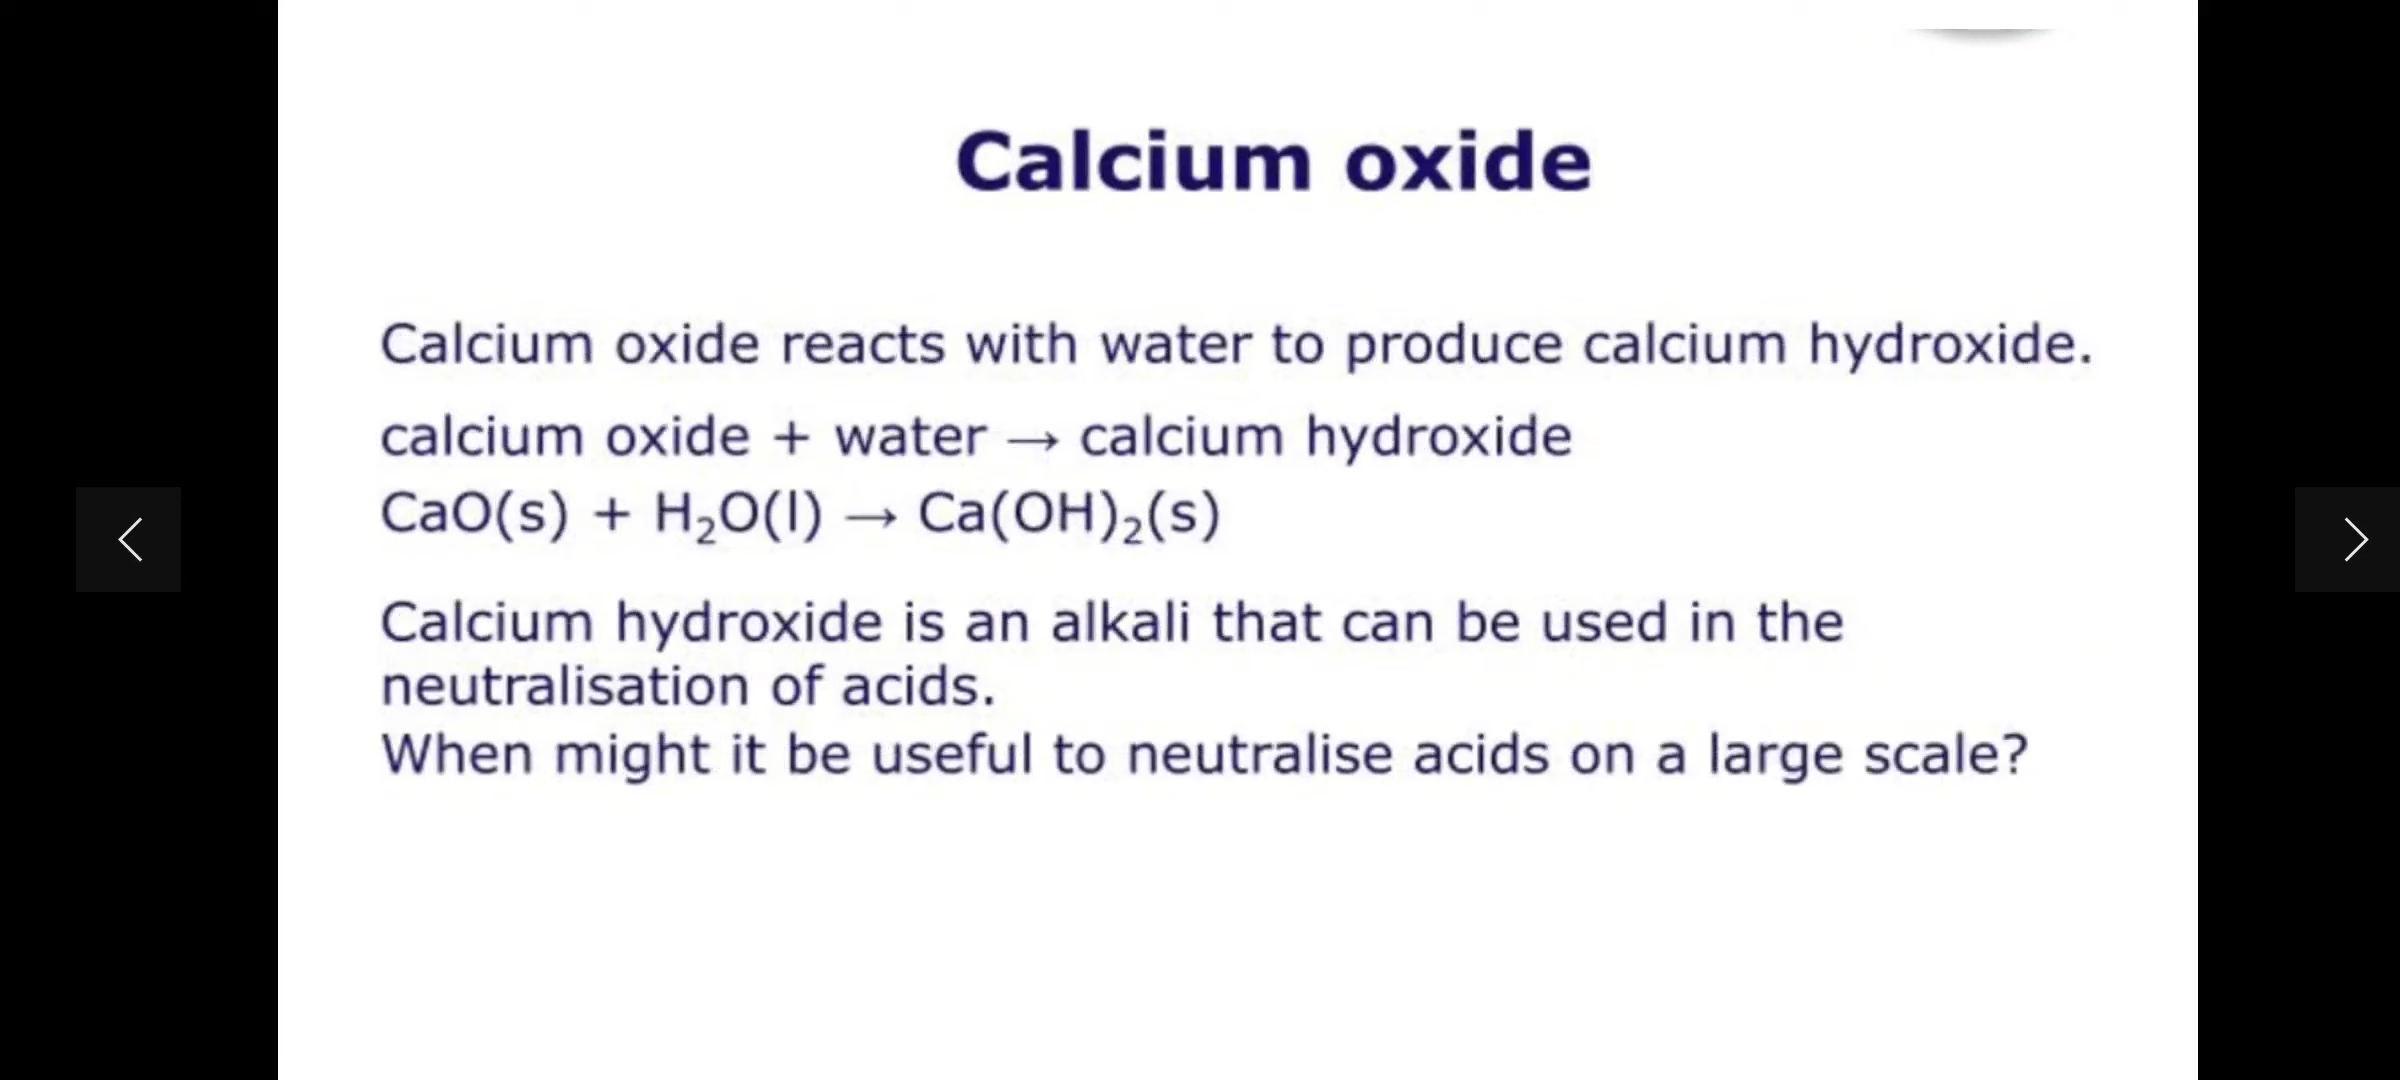 Calcium oxide
Calcium oxide reacts with water to produce calcium hydroxide.
calcium oxide + water → calcium hydroxide
CaO(s) + H₂O(l) → Ca(OH)₂(s)
Calcium hydroxide is an alkali that can be used in the
neutralisation of acids.
When might it be useful to neutralise acids on a large scale?